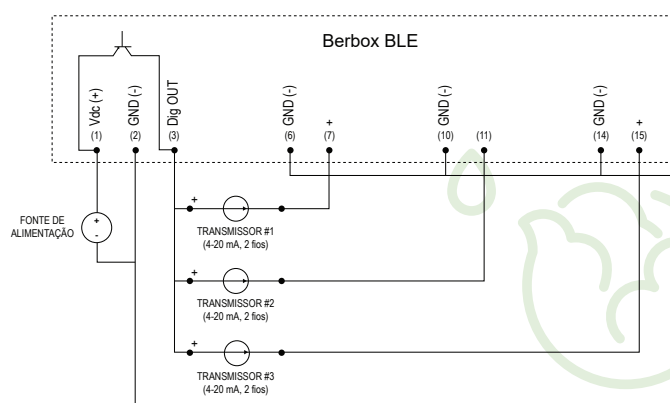 Berbox BLE
Vdc (+)
(1)
GND (-)
(2)
Dig OUT
(3)
GND (-)
(6)
+
(7)
GND (-)
(10)
(11)
GND (-)
(14)
+
(15)
FONTE DE
ALIMENTAÇÃO
+
-
+
TRANSMISSOR #1
(4-20 mA, 2 fios)
+
TRANSMISSOR #2
(4-20 mA, 2 fios)
+
TRANSMISSOR #3
(4-20 mA, 2 fios)